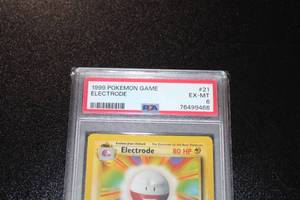 1999 POKEMON GAME #21
ELECTRODE EX-MT
6
PSA 76499468
Electrode 80 HP